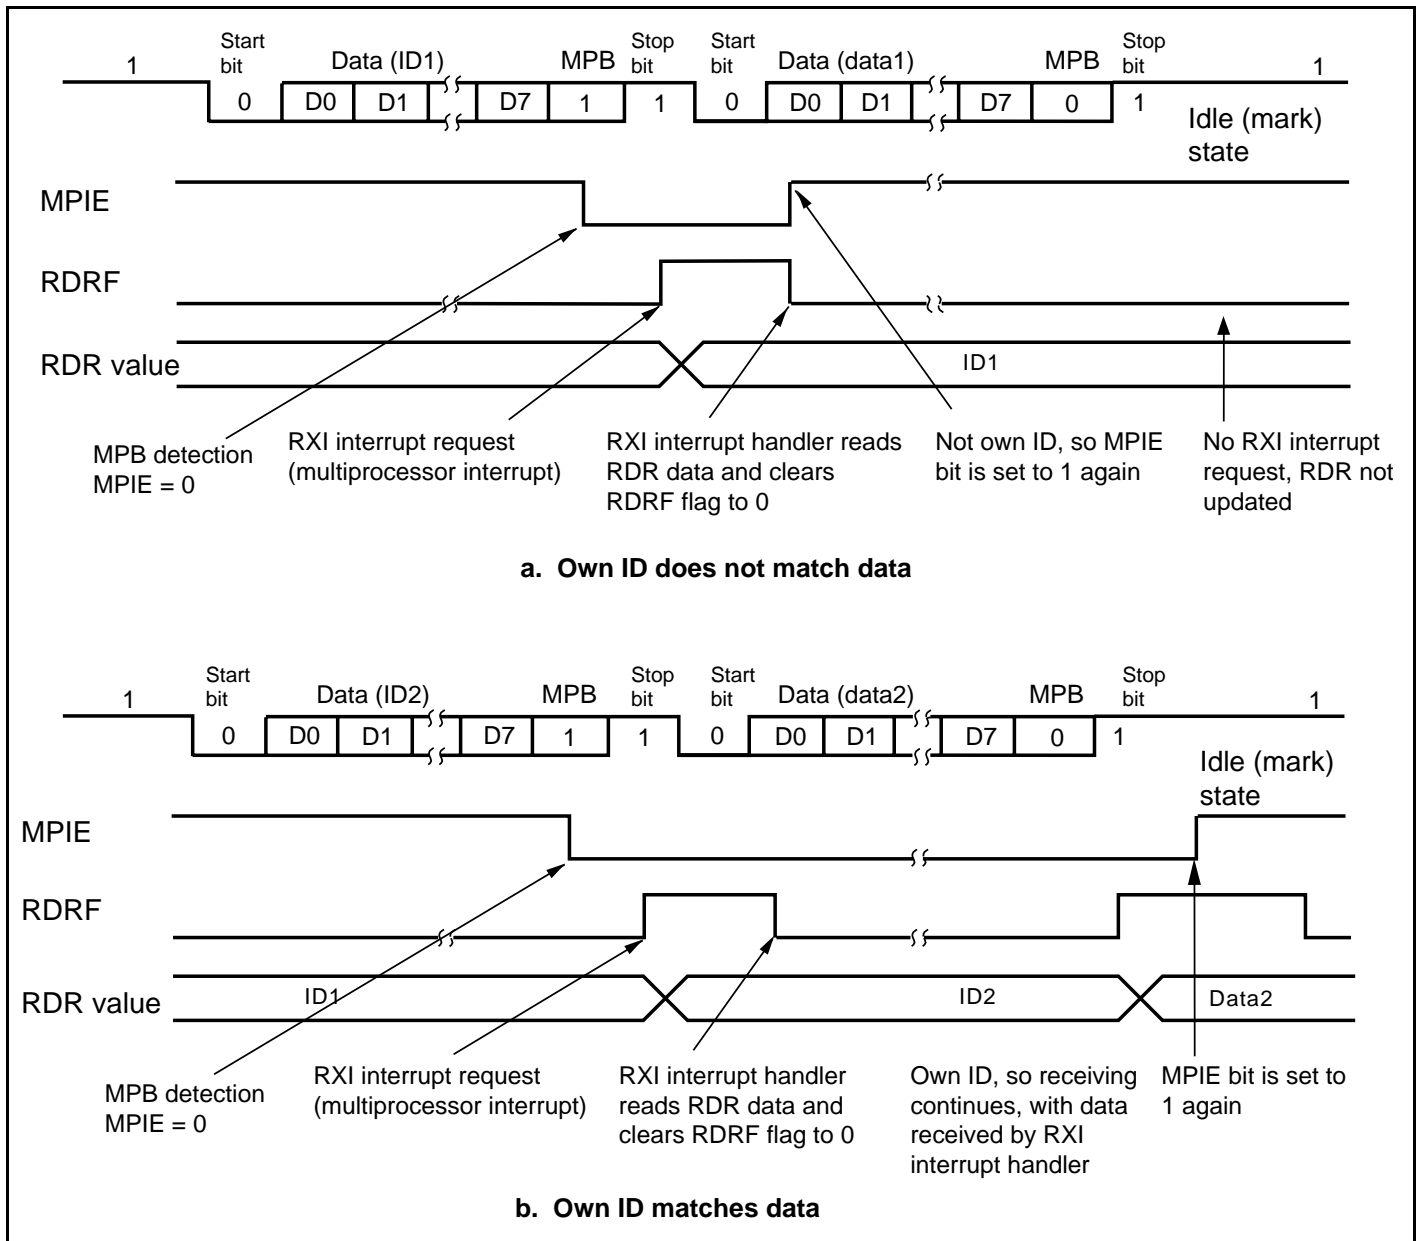 1
Start bit
Data (ID1)
MPB
Stop bit
Start bit
Data (data1)
MPB
Stop bit
1
0 D0 D1 D7 1 1 0 D0 D1 D7 0 1
Idle (mark) state
MPIE
RDRF
RDR value
ID1
MPB detection
MPIE = 0
RXI interrupt request
(multiprocessor interrupt)
RXI interrupt handler reads
RDR data and clears
RDRF flag to 0
Not own ID, so MPIE
bit is set to 1 again
No RXI interrupt
request, RDR not
updated
a. Own ID does not match data
1
Start bit
Data (ID2)
MPB
Stop bit
Start bit
Data (data2)
MPB
Stop bit
1
0 D0 D1 D7 1 1 0 D0 D1 D7 0 1
Idle (mark)
state
MPIE
RDRF
RDR value
ID1
ID2
Data2
MPB detection
MPIE = 0
RXI interrupt request
(multiprocessor interrupt)
RXI interrupt handler
reads RDR data and
clears RDRF flag to 0
Own ID, so receiving
continues, with data
received by RXI
interrupt handler
MPIE bit is set to
1 again
b. Own ID matches data